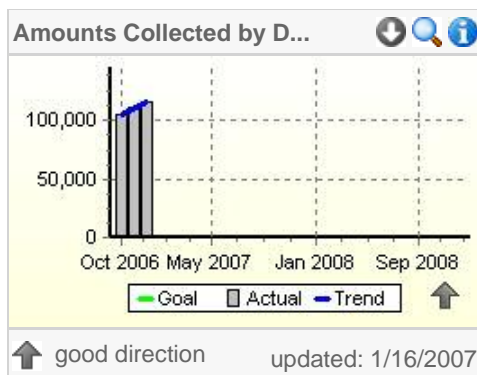 Amounts Collected by D...
100,000
50,000
0
Oct 2006 May 2007 Jan 2008 Sep 2008
Goal Actual Trend
good direction updated: 1/16/2007